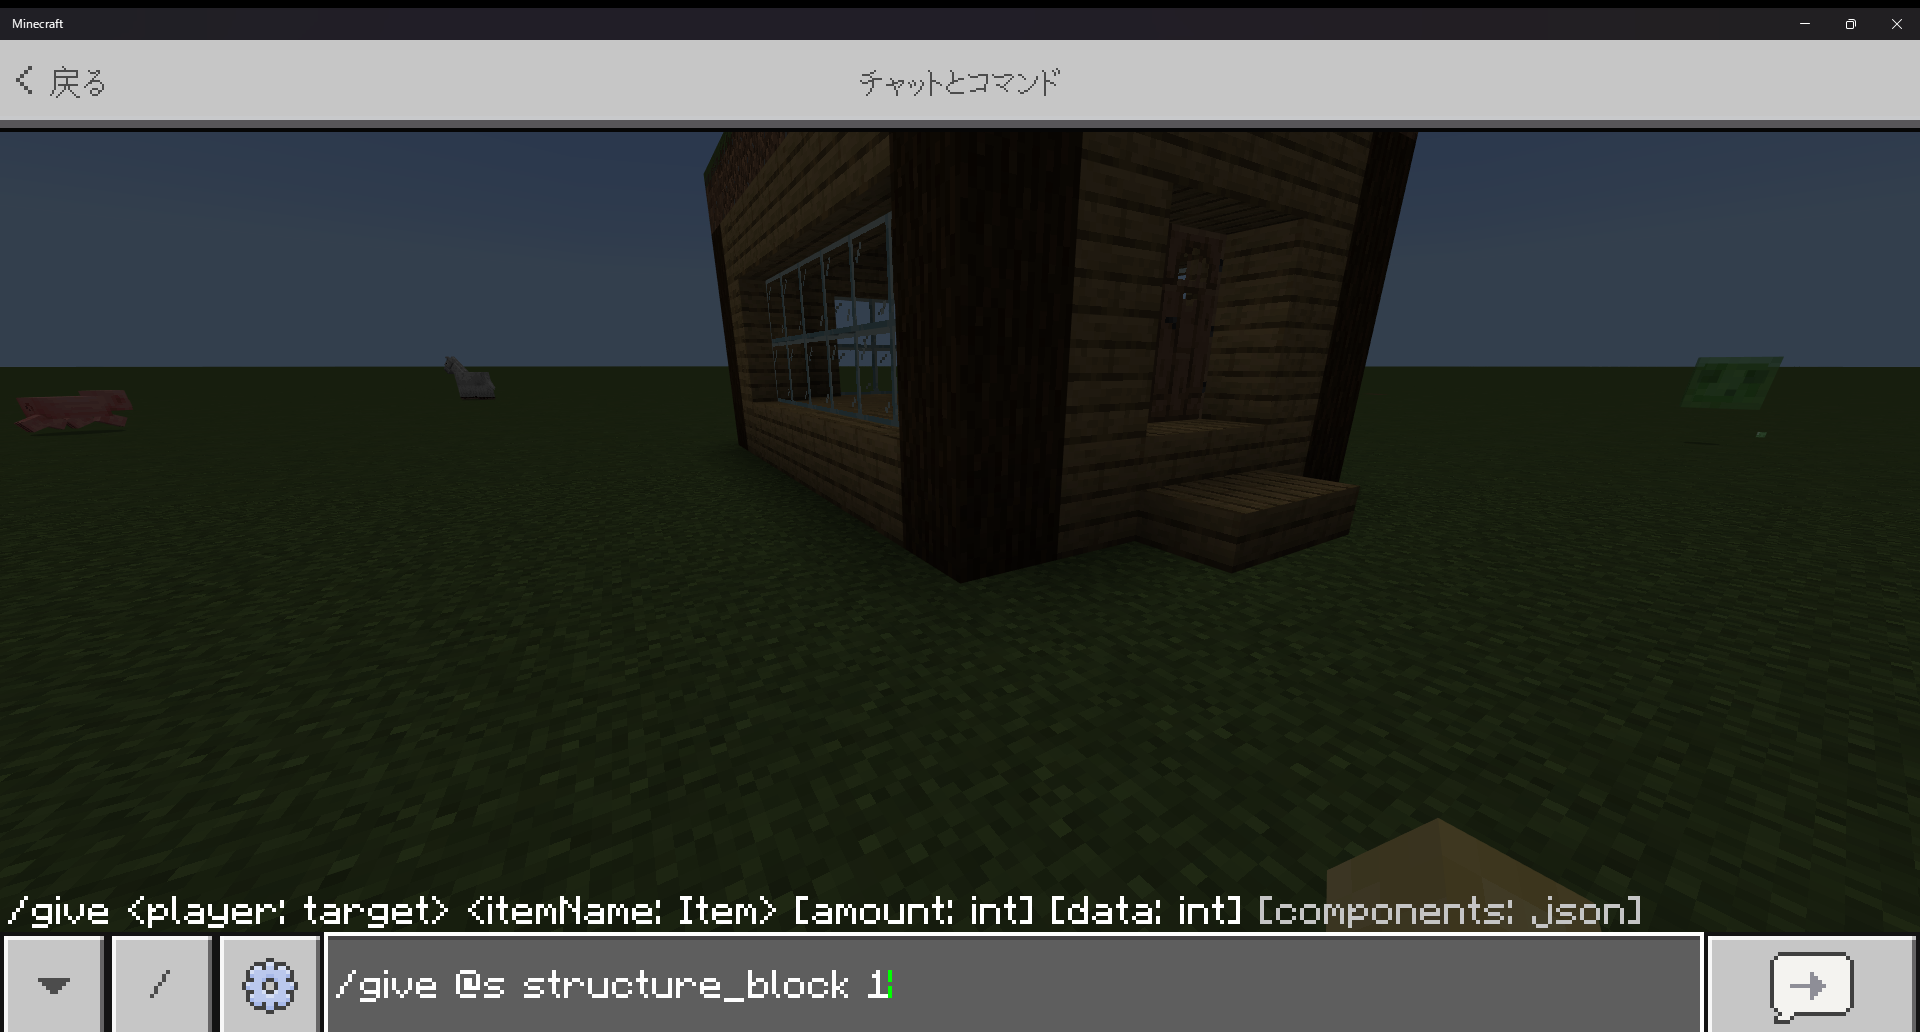 Minecraft
戻る
チャットとコマンド
/give <player: target> <itemName: Item> [amount: int] [data: int] [components: json]
/
/give @s structure_block 1